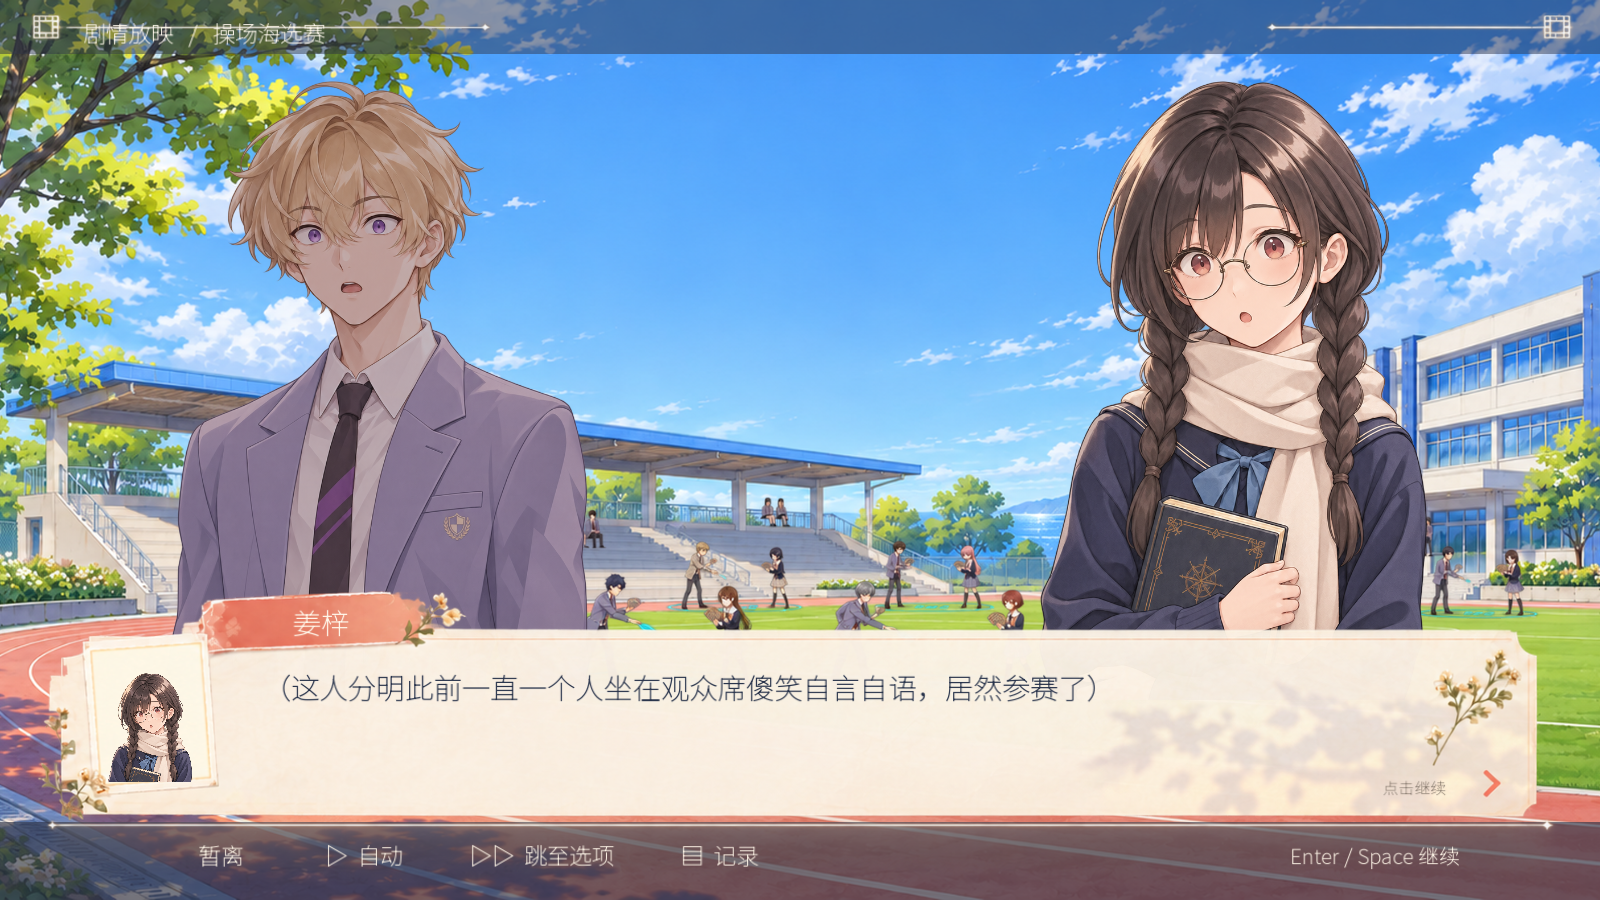 剧情放映 / 操场海选赛
姜梓
（这人分明此前一直一个人坐在观众席傻笑自言自语，居然参赛了）
点击继续
暂离
自动
跳至选项
记录
Enter / Space 继续